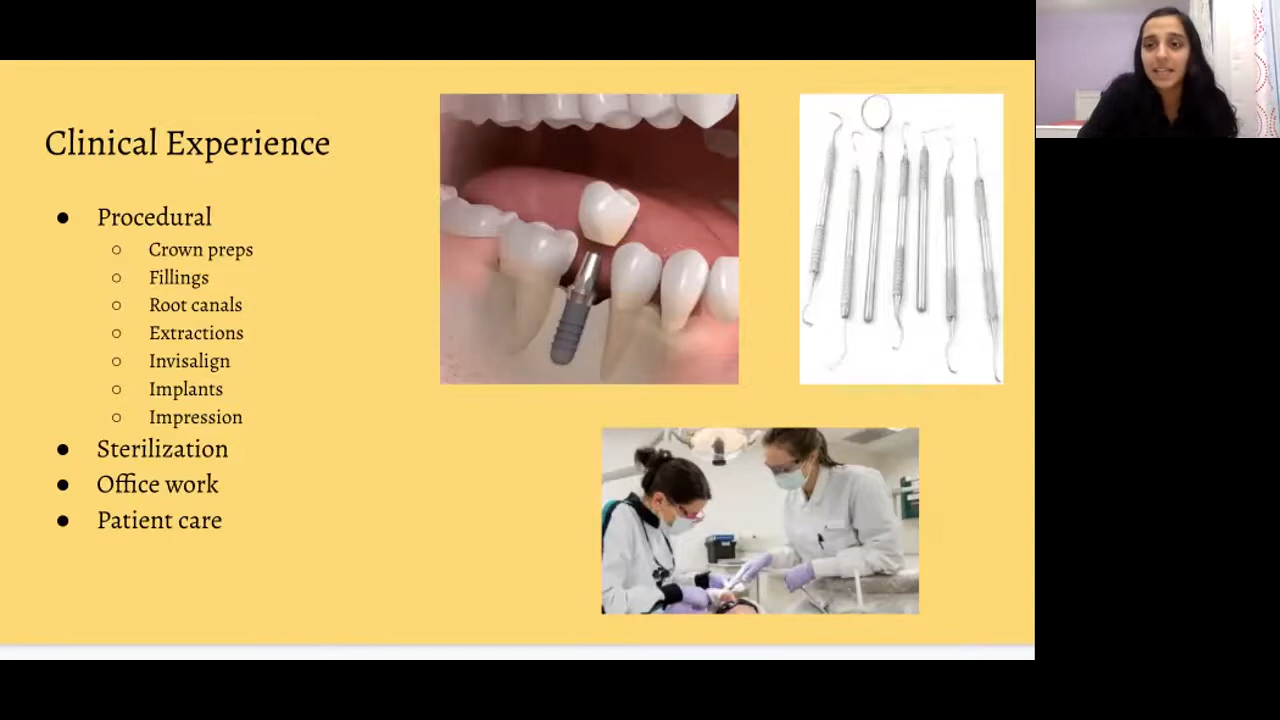 Clinical Experience
● Procedural
○ Crown preps
○ Fillings
○ Root canals
○ Extractions
○ Invisalign
○ Implants
○ Impression
● Sterilization
● Office work
● Patient care